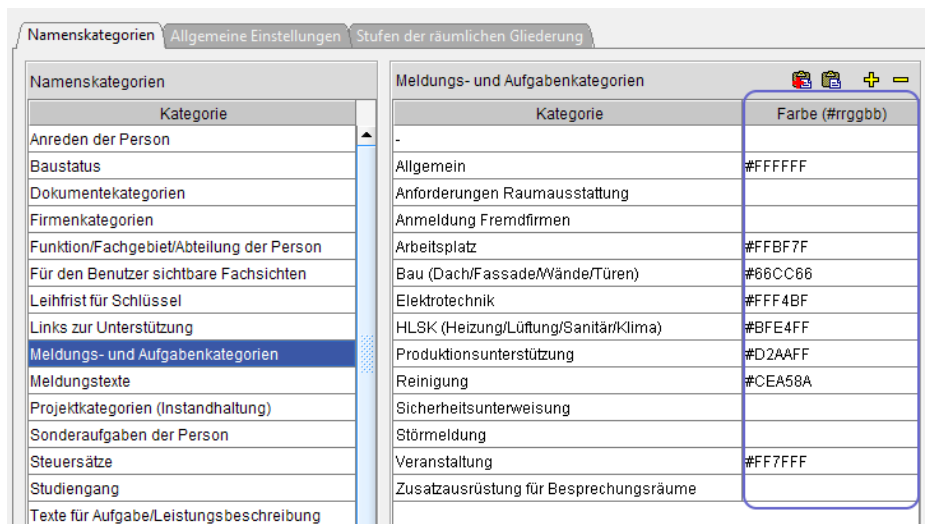 Namenskategorien Allgemeine Einstellungen Stufen der räumlichen Gliederung
Namenskategorien
Kategorie
Anreden der Person
Baustatus
Dokumentekategorien
Firmenkategorien
Funktion/Fachgebiet/Abteilung der Person
Für den Benutzer sichtbare Fachsichten
Leihfrist für Schlüssel
Links zur Unterstützung
Meldungs- und Aufgabenkategorien
Meldungstexte
Projektkategorien (Instandhaltung)
Sonderaufgaben der Person
Steuersätze
Studiengang
Texte für Aufgabe/Leistungsbeschreibung
Meldungs- und Aufgabenkategorien
Kategorie Farbe (#rrggbb)
-
Allgemein #FFFFFF
Anforderungen Raumausstattung
Anmeldung Fremdfirmen
Arbeitsplatz #FFBF7F
Bau (Dach/Fassade/Wände/Türen) #66CC66
Elektrotechnik #FFF4BF
HLSK (Heizung/Lüftung/Sanitär/Klima) #BFE4FF
Produktionsunterstützung #D2AAFF
Reinigung #CEA58A
Sicherheitsunterweisung
Störmeldung
Veranstaltung #FF7FFF
Zusatzausrüstung für Besprechungsräume